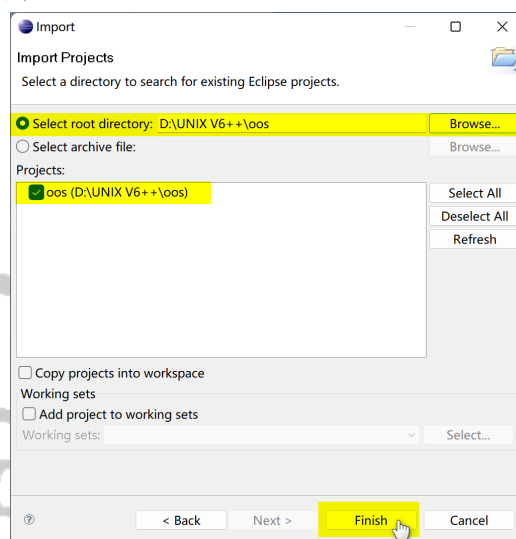 Import
Import Projects
Select a directory to search for existing Eclipse projects.
Select root directory: D:\UNIX V6++\oos Browse...
Select archive file: Browse...
Projects:
oos (D:\UNIX V6++\oos) Select All
Deselect All
Refresh
Copy projects into workspace
Working sets
Add project to working sets
Working sets: Select...
? < Back Next > Finish Cancel